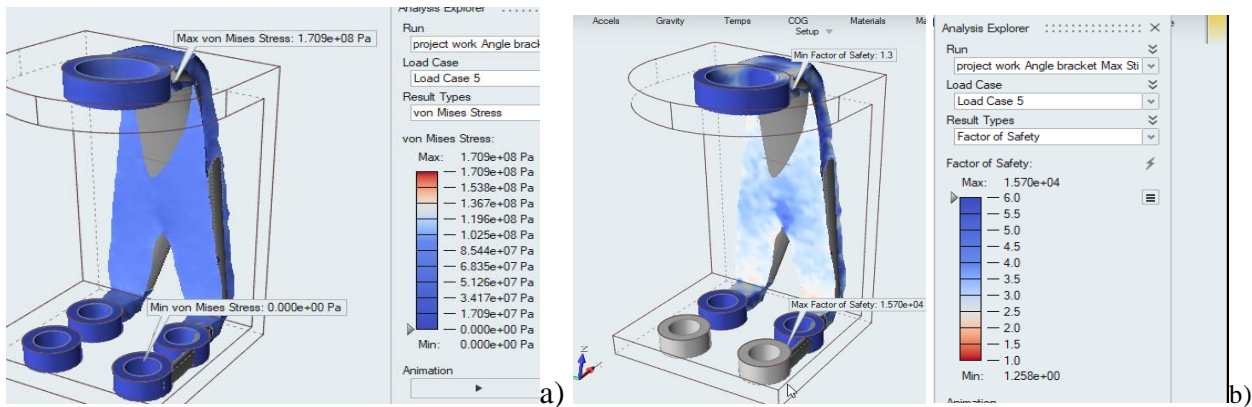 Max von Mises Stress: 1.709e+08 Pa
Min von Mises Stress: 0.000e+00 Pa
Analysis Explorer
Run
project work Angle brack
Load Case
Load Case 5
Result Types
von Mises Stress
von Mises Stress:
Max: 1.709e+08 Pa
1.709e+08 Pa
1.538e+08 Pa
1.367e+08 Pa
1.196e+08 Pa
1.025e+08 Pa
8.544e+07 Pa
6.835e+07 Pa
5.126e+07 Pa
3.417e+07 Pa
1.709e+07 Pa
0.000e+00 Pa
Min: 0.000e+00 Pa
Animation
a)
Accels Gravity Temps COG Materials
Setup
Min Factor of Safety: 1.3
Max Factor of Safety: 1.570e+04
Z
Analysis Explorer
Run
project work Angle bracket Max Sti
Load Case
Load Case 5
Result Types
Factor of Safety
Factor of Safety:
Max: 1.570e+04
6.0
5.5
5.0
4.5
4.0
3.5
3.0
2.5
2.0
1.5
1.0
Min: 1.258e+00
b)